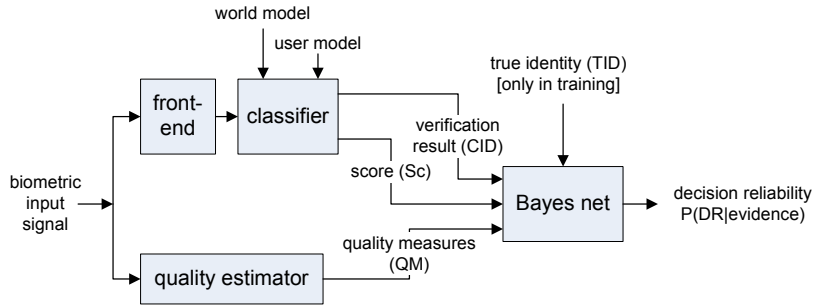 world model
user model
true identity (TID)
[only in training]
front-
end
classifier
verification
result (CID)
score (Sc)
biometric
input
signal
Bayes net
decision reliability
P(DR|evidence)
quality measures
(QM)
quality estimator